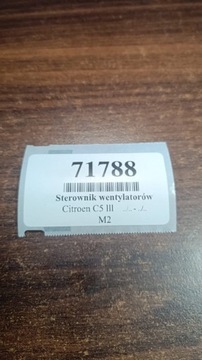 71788
Sterownik wentylatorów
Citroen C5 III
M2